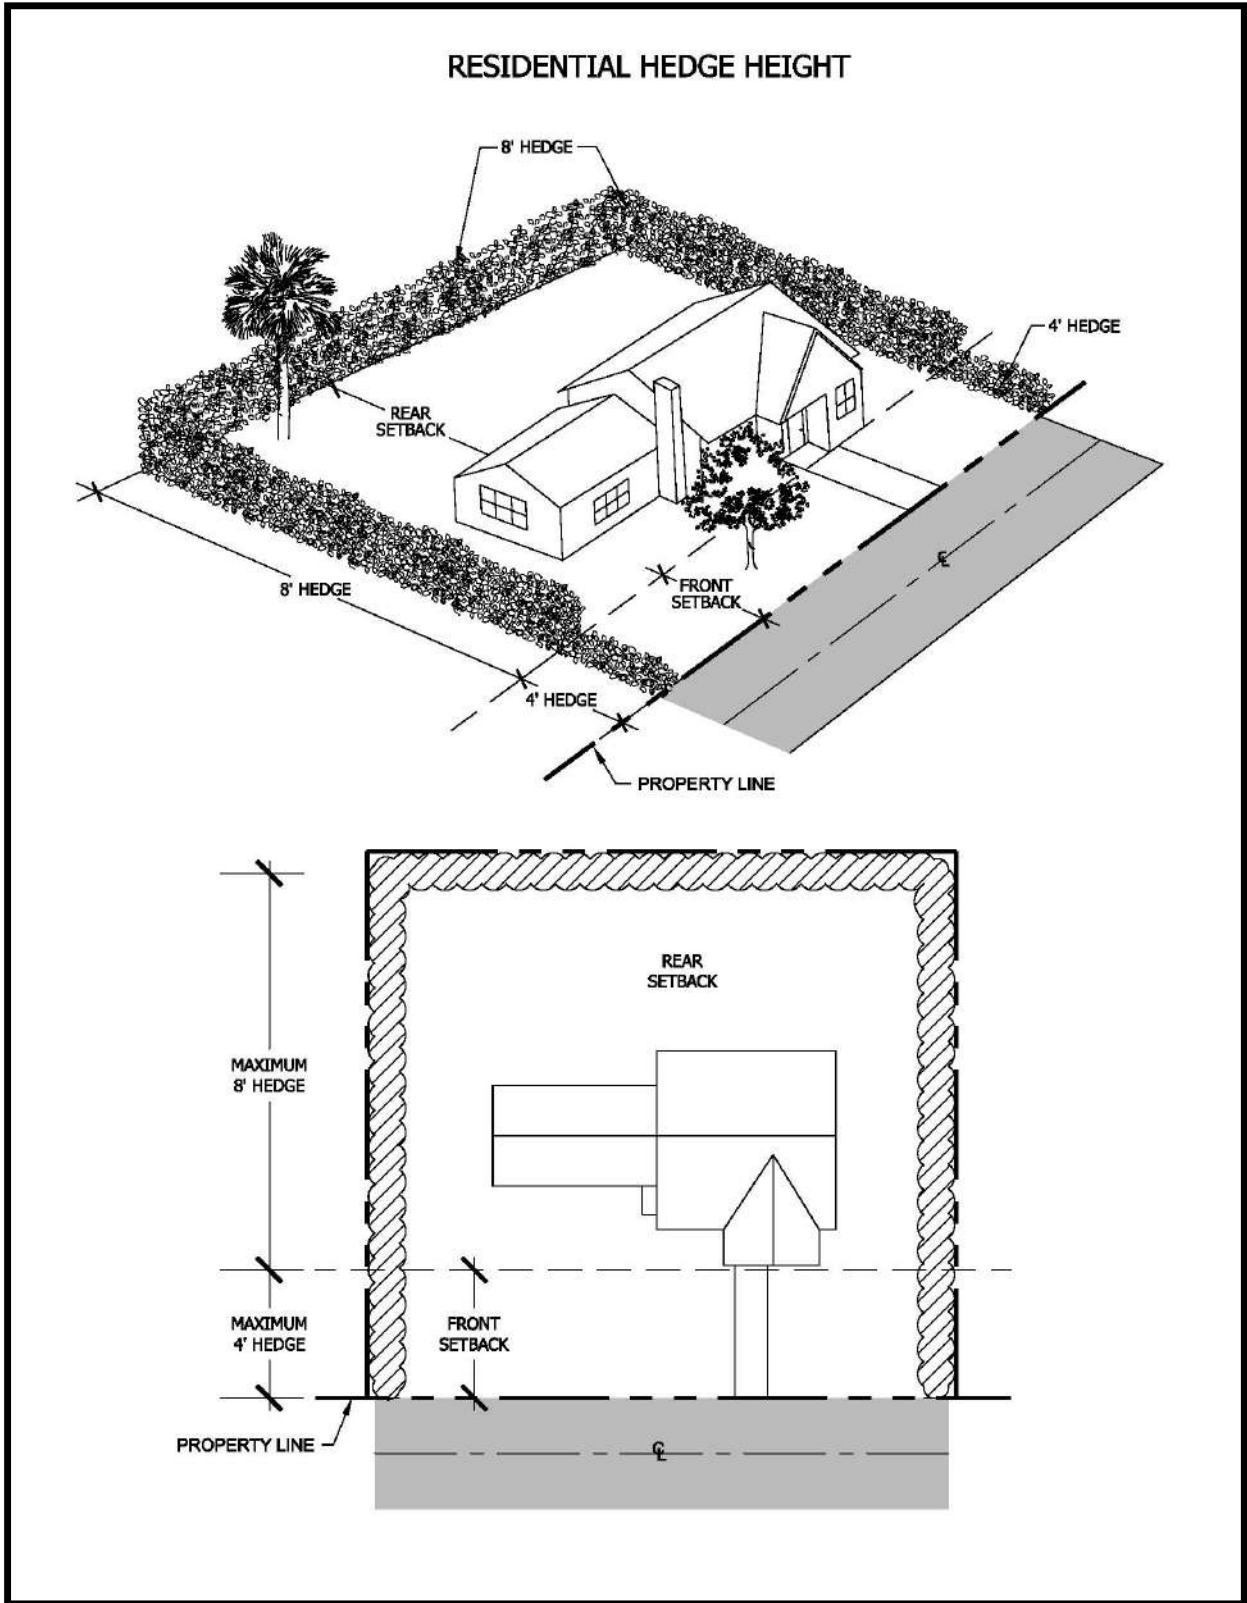 RESIDENTIAL HEDGE HEIGHT
8' HEDGE
4' HEDGE
REAR
SETBACK
8' HEDGE
℄
FRONT
SETBACK
4' HEDGE
PROPERTY LINE
REAR
SETBACK
MAXIMUM
8' HEDGE
MAXIMUM
4' HEDGE
FRONT
SETBACK
PROPERTY LINE
℄